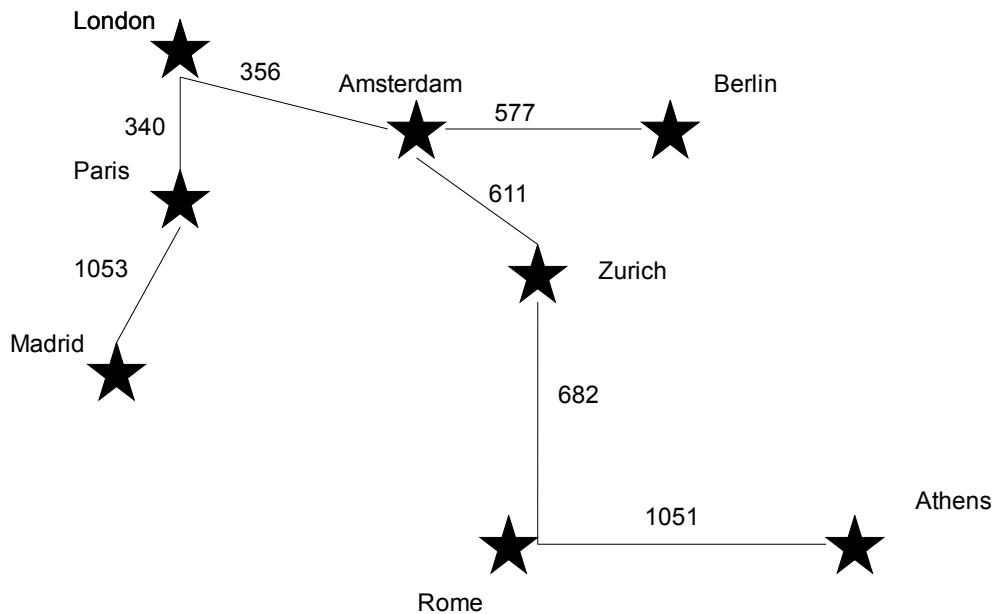 London
356
Amsterdam
Berlin
577
340
Paris
611
1053
Zurich
Madrid
682
Athens
1051
Rome